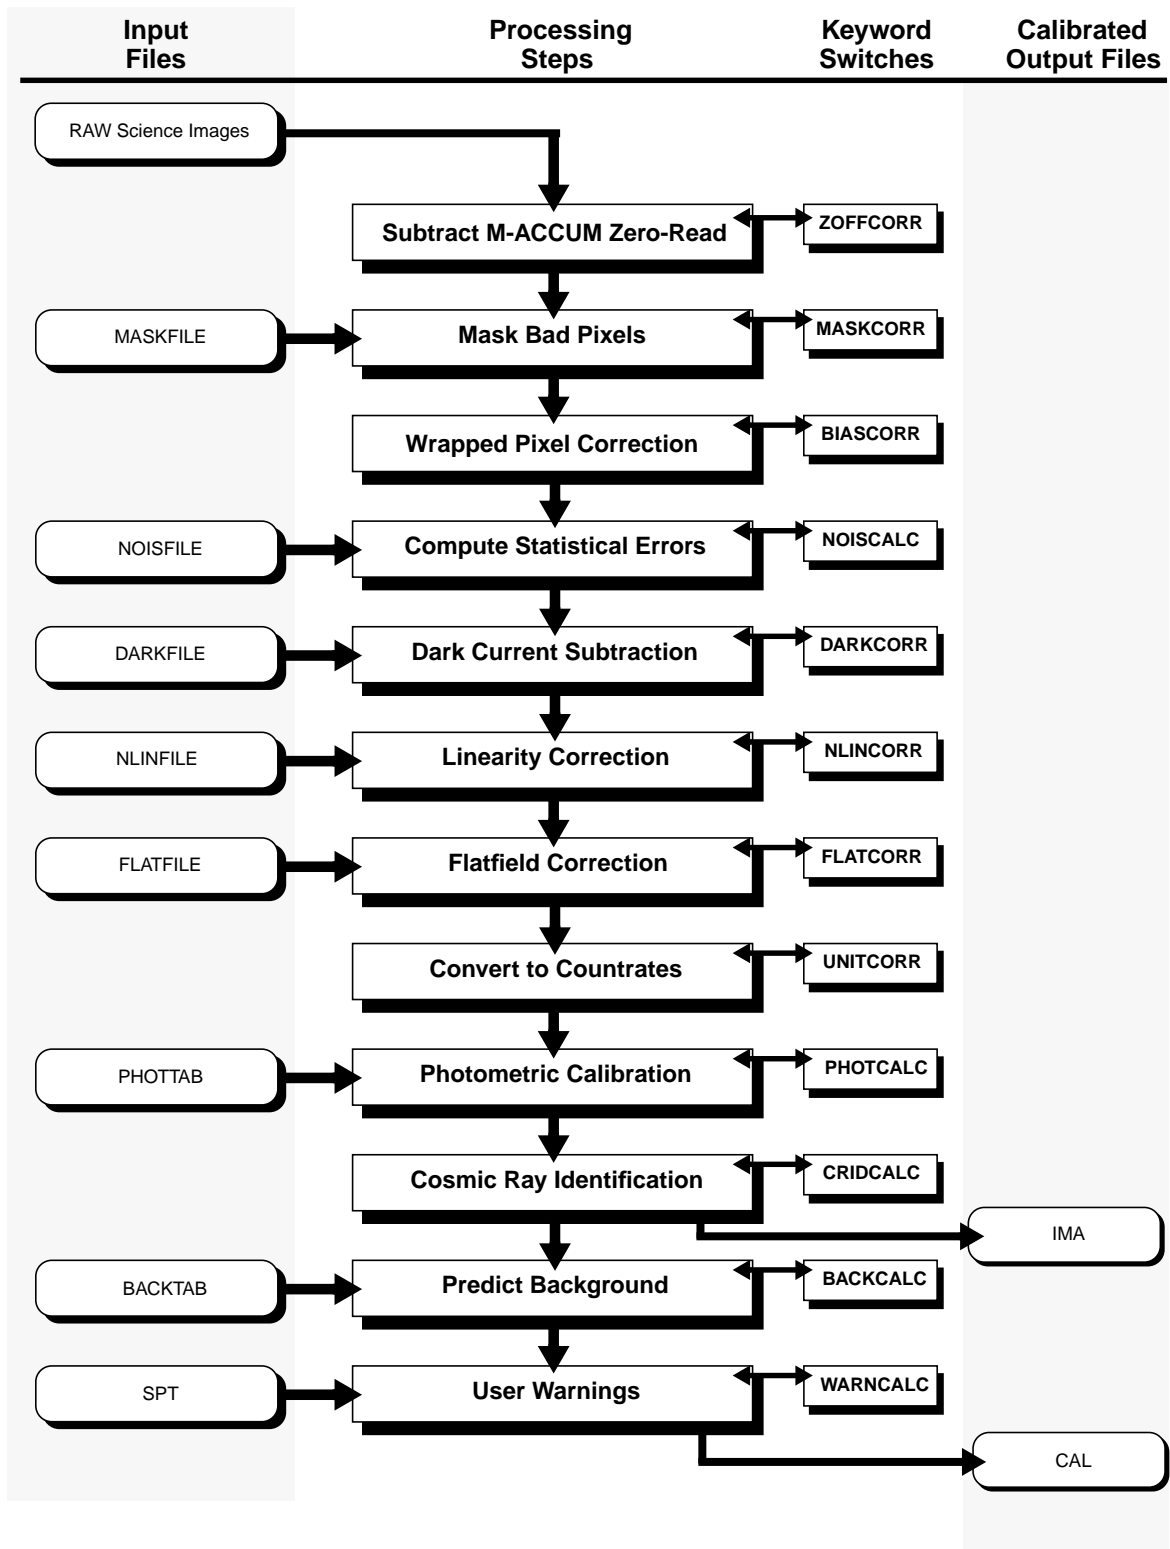 Input
Files
Processing
Steps
Keyword
Switches
Calibrated
Output Files
RAW Science Images
Subtract M-ACCUM Zero-Read
ZOFFCORR
MASKFILE
Mask Bad Pixels
MASKCORR
Wrapped Pixel Correction
BIASCORR
NOISFILE
Compute Statistical Errors
NOISCALC
DARKFILE
Dark Current Subtraction
DARKCORR
NLINFILE
Linearity Correction
NLINCORR
FLATFILE
Flatfield Correction
FLATCORR
Convert to Countrates
UNITCORR
PHOTTAB
Photometric Calibration
PHOTCALC
Cosmic Ray Identification
CRIDCALC
IMA
BACKTAB
Predict Background
BACKCALC
SPT
User Warnings
WARNCALC
CAL